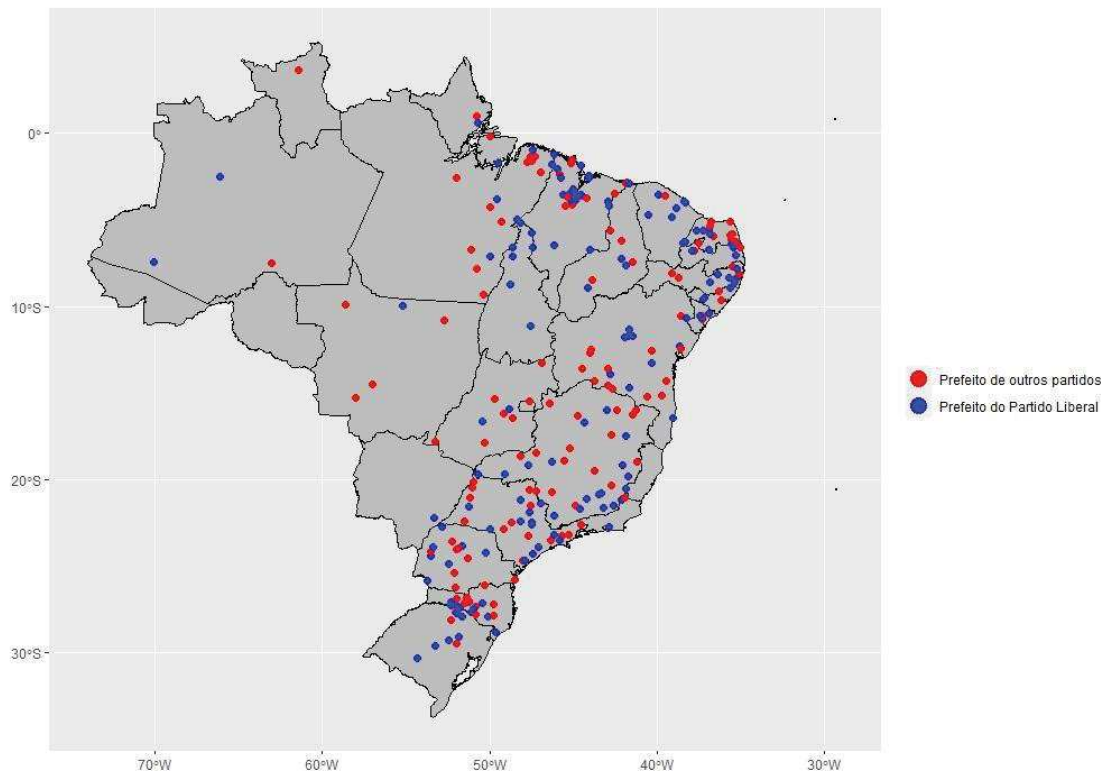 0°
10°S
20°S
30°S
70°W
60°W
50°W
40°W
30°W
Prefeito de outros partidos
Prefeito do Partido Liberal